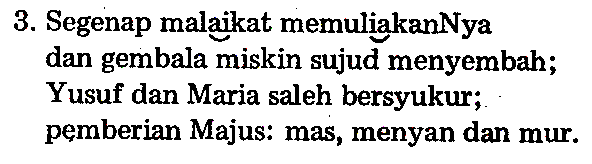 3. Segenap malaikat memuliakanNya
dan gembala miskin sujud menyembah;
Yusuf dan Maria saleh bersyukur;
pemberian Majus: mas, menyan dan mur.